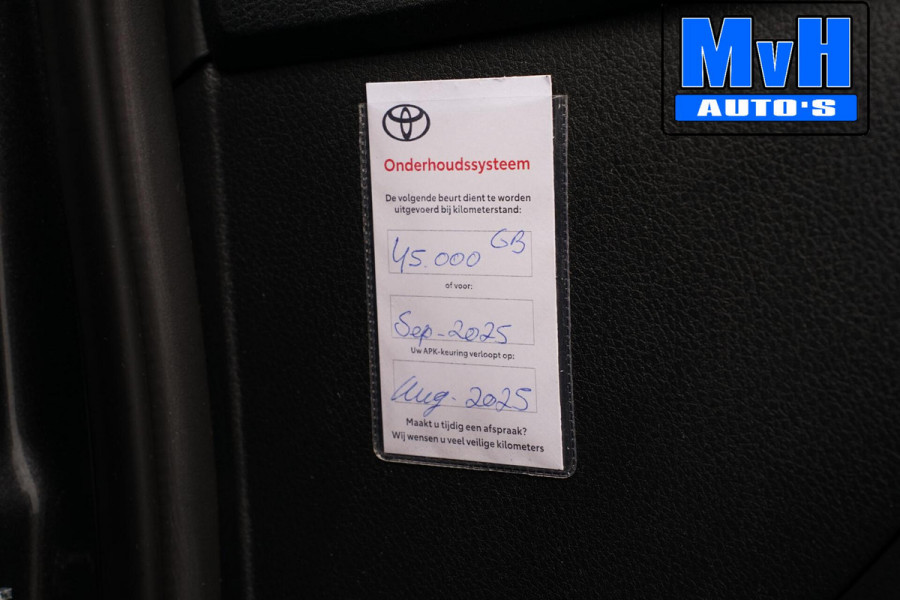 MvH
AUTO'S
Onderhoudssysteem
De volgende beurt dient te worden
uitgevoerd bij kilometerstand:
45.000 GB
of voor:
Sep-2025
Uw APK-keuring verloopt op:
Aug-2025
Maakt u tijdig een afspraak?
Wij wensen u veel veilige kilometers